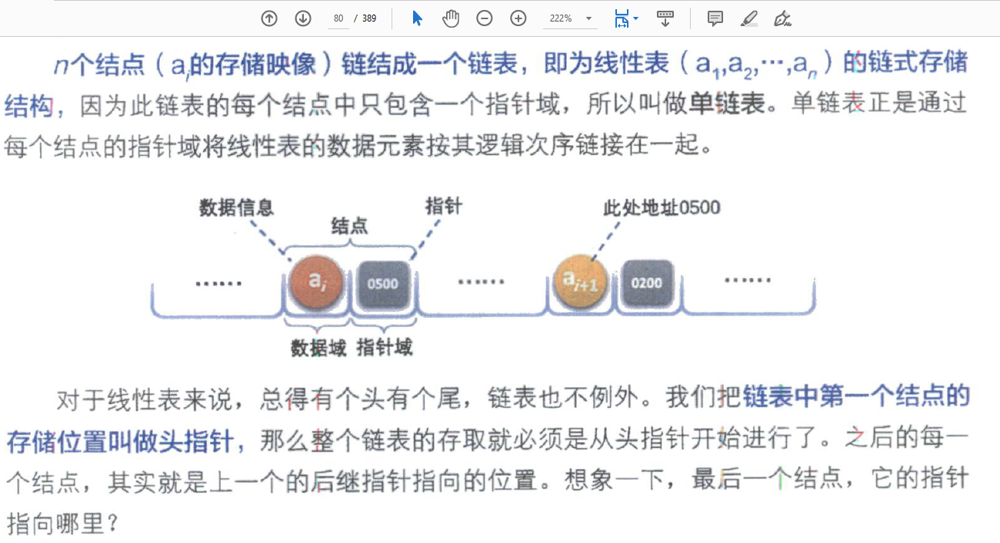 80 / 389 222%
n个结点（ai的存储映像）链结成一个链表，即为线性表（a1,a2,…,an）的链式存储
结构，因为此链表的每个结点中只包含一个指针域，所以叫做单链表。单链表正是通过
每个结点的指针域将线性表的数据元素按其逻辑次序链接在一起。
数据信息 指针 此处地址0500
结点
…… ai 0500 …… ai+1 0200 ……
数据域 指针域
对于线性表来说，总得有个头有个尾，链表也不例外。我们把链表中第一个结点的
存储位置叫做头指针，那么整个链表的存取就必须是从头指针开始进行了。之后的每一
个结点，其实就是上一个的后继指针指向的位置。想象一下，最后一个结点，它的指针
指向哪里？